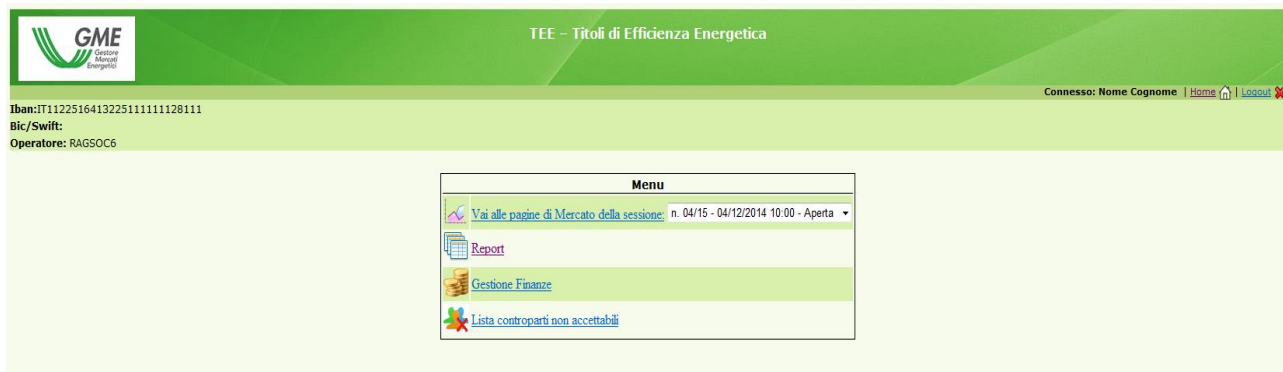 GME
Gestore
Mercati
Energetici
TEE – Titoli di Efficienza Energetica
Connesso: Nome Cognome | Home | Logout
Iban:IT1122516413225111111128111
Bic/Swift:
Operatore: RAGSOC6
Menu
Vai alle pagine di Mercato della sessione: n. 04/15 - 04/12/2014 10:00 - Aperta
Report
Gestione Finanze
Lista controparti non accettabili